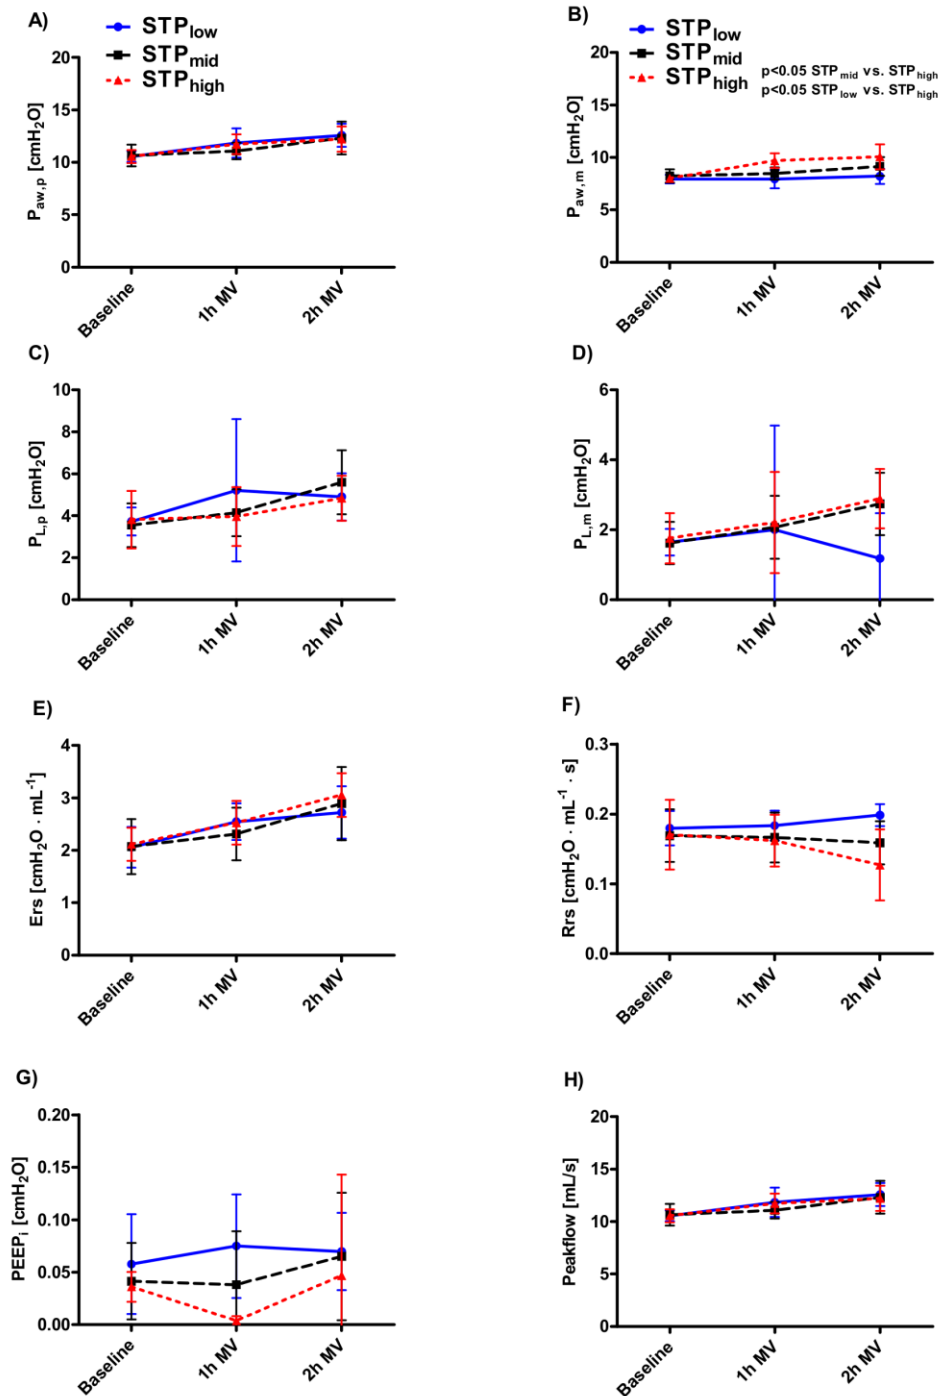 A)
STPlow
STPmid
STPhigh
20
15
10
5
0
Paw,p [cmH2O]
Baseline
1h MV
2h MV
B)
STPlow
STPmid
STPhigh
p<0.05 STPmid vs. STPhigh
p<0.05 STPlow vs. STPhigh
20
15
10
5
0
Paw,m [cmH2O]
Baseline
1h MV
2h MV
C)
10
8
6
4
2
0
PL,p [cmH2O]
Baseline
1h MV
2h MV
D)
6
4
2
0
PL,m [cmH2O]
Baseline
1h MV
2h MV
E)
4
3
2
1
0
Ers [cmH2O · mL-1]
Baseline
1h MV
2h MV
F)
0.3
0.2
0.1
0.0
Rrs [cmH2O · mL-1 · s]
Baseline
1h MV
2h MV
G)
0.20
0.15
0.10
0.05
0.00
PEEPi [cmH2O]
Baseline
1h MV
2h MV
H)
20
15
10
5
0
Peakflow [mL/s]
Baseline
1h MV
2h MV